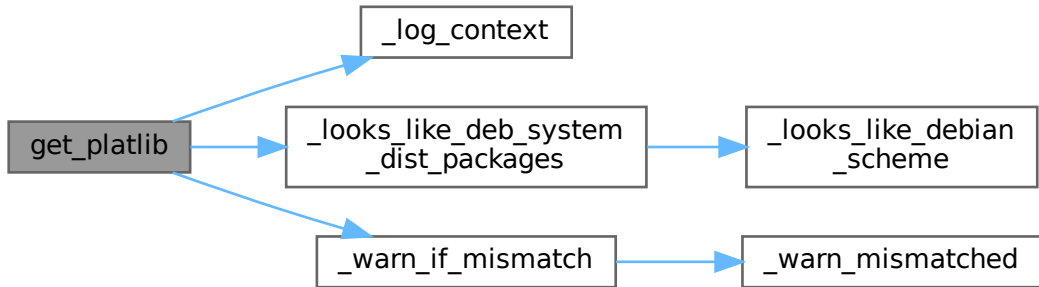 get_platlib
_log_context
_looks_like_deb_system
_dist_packages
_looks_like_debian
_scheme
_warn_if_mismatch
_warn_mismatched